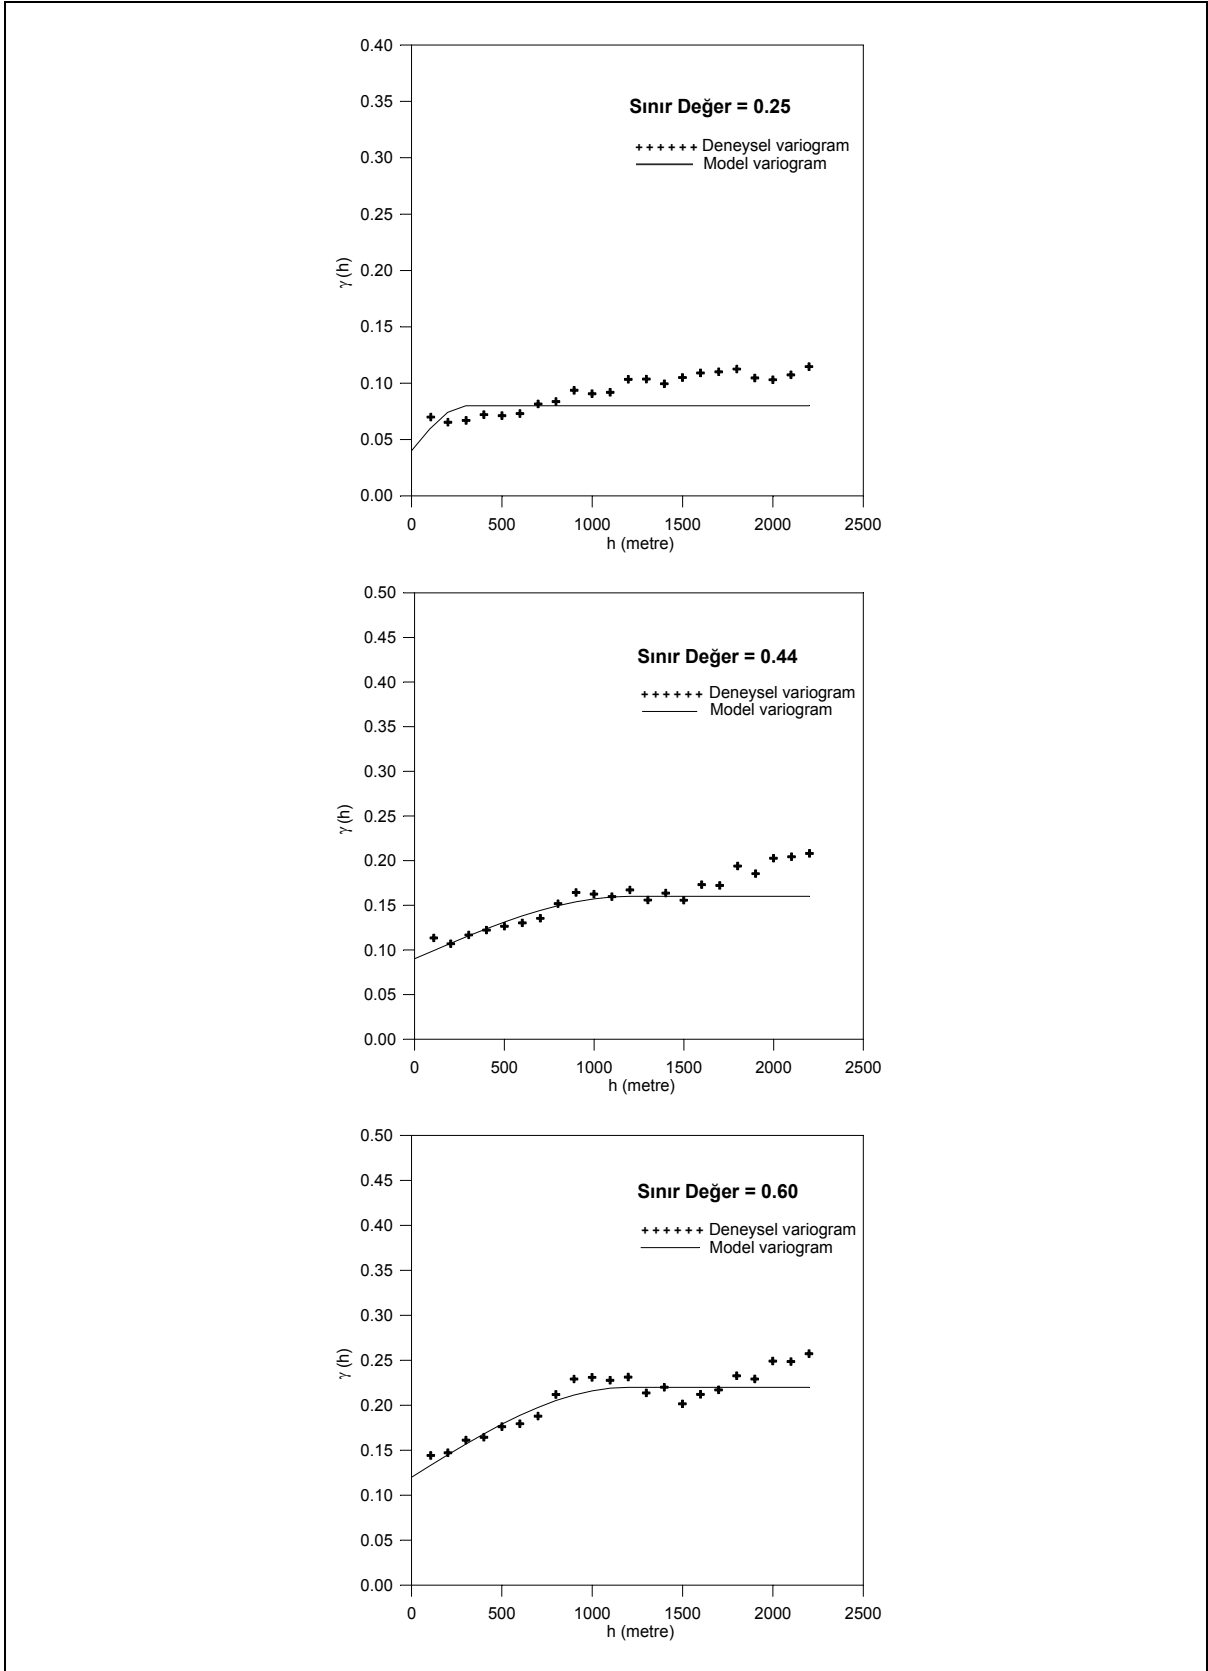 0.40
0.35
Sınır Değer = 0.25
++++++ Deneysel variogram
Model variogram
0.30
0.25
0.20
γ (h)
0.15
0.10
0.05
0.00
0 500 1000 1500 2000 2500
h (metre)
0.50
0.45
Sınır Değer = 0.44
0.40
++++++ Deneysel variogram
Model variogram
0.35
0.30
0.25
γ (h)
0.20
0.15
0.10
0.05
0.00
0 500 1000 1500 2000 2500
h (metre)
0.50
0.45
Sınır Değer = 0.60
0.40
++++++ Deneysel variogram
Model variogram
0.35
0.30
0.25
γ (h)
0.20
0.15
0.10
0.05
0.00
0 500 1000 1500 2000 2500
h (metre)